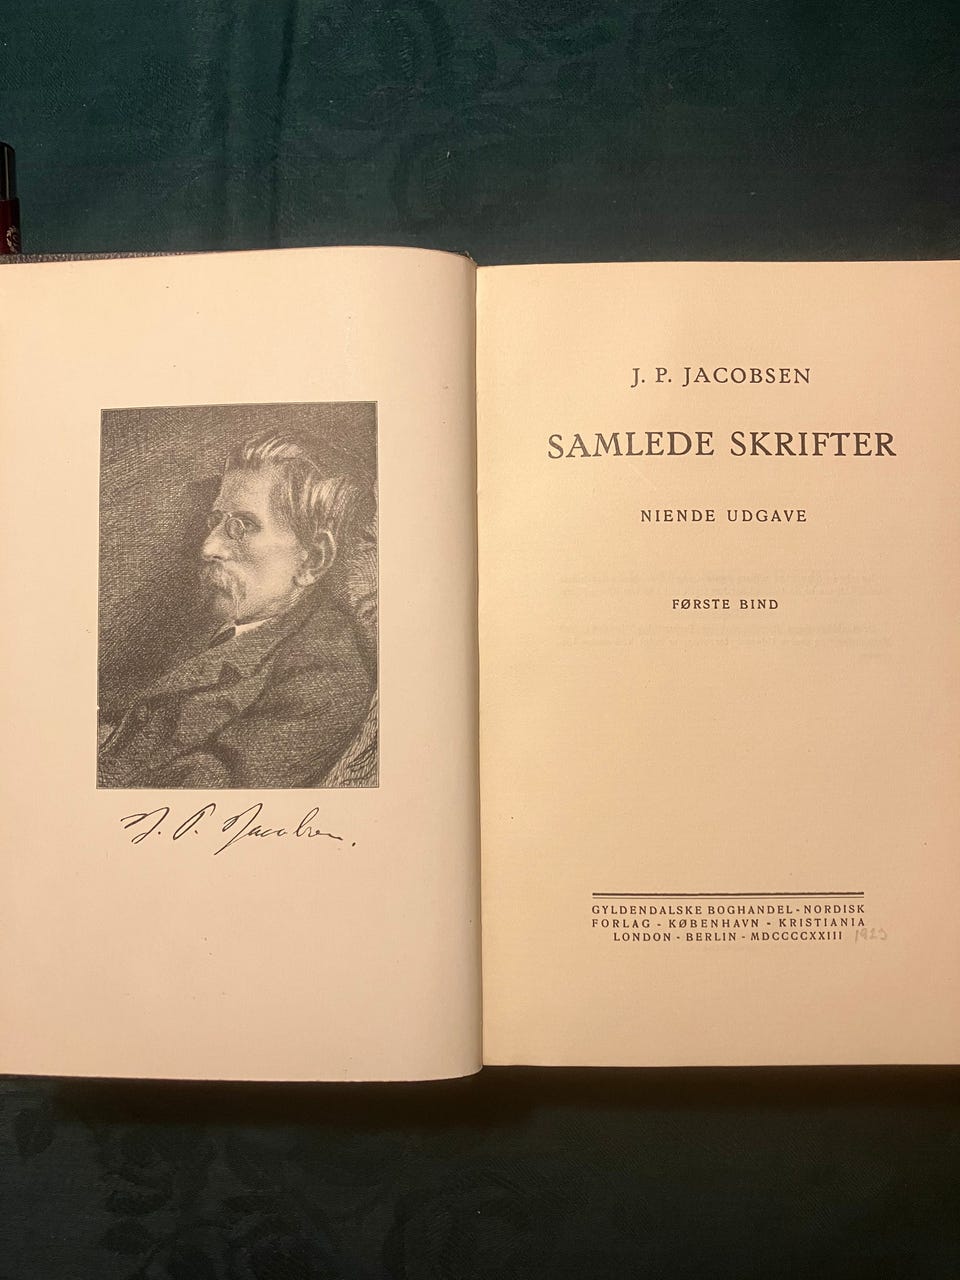 J. P. Jacobsen.
J. P. JACOBSEN
SAMLEDE SKRIFTER
NIENDE UDGAVE
FØRSTE BIND
GYLDENDALSKE BOGHANDEL - NORDISK
FORLAG - KØBENHAVN - KRISTIANIA
LONDON - BERLIN - MDCCCCXXIII 1923